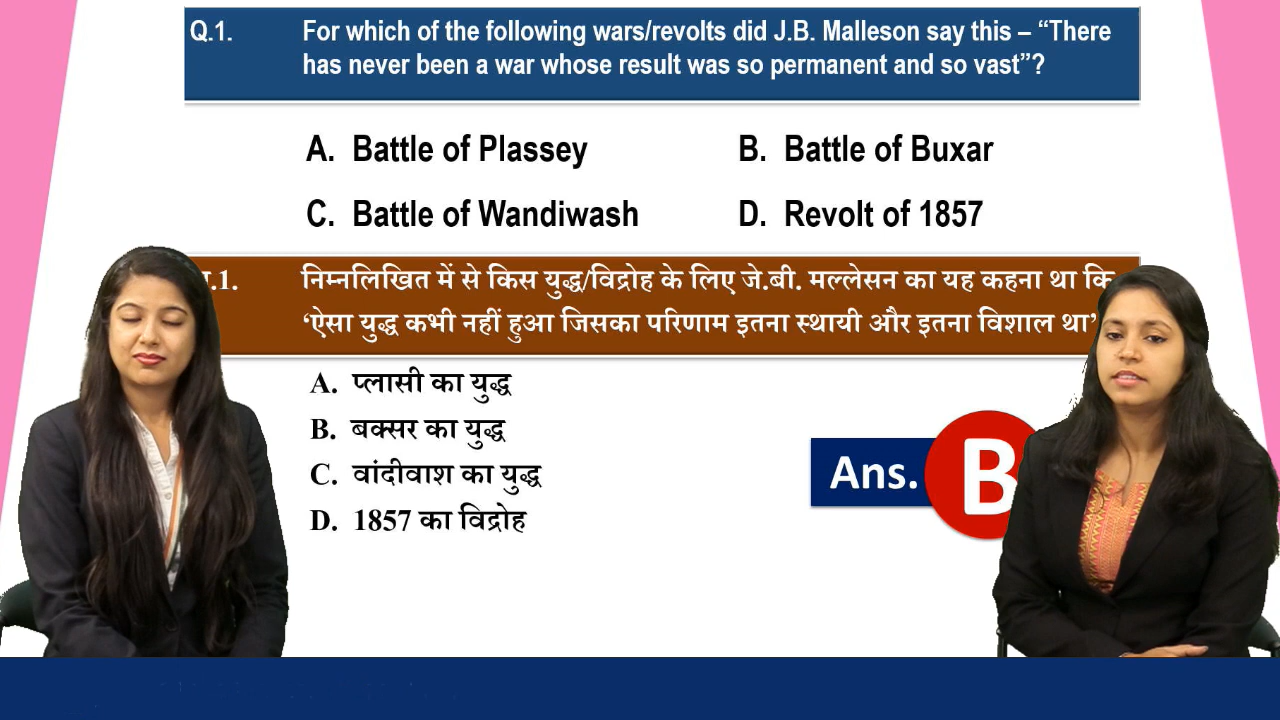 Q.1. For which of the following wars/revolts did J.B. Malleson say this – “There
has never been a war whose result was so permanent and so vast”?
A. Battle of Plassey B. Battle of Buxar
C. Battle of Wandiwash D. Revolt of 1857
.1. निम्नलिखित में से किस युद्ध/विद्रोह के लिए जे.बी. मल्लेसन का यह कहना था कि
‘ऐसा युद्ध कभी नहीं हुआ जिसका परिणाम इतना स्थायी और इतना विशाल था’
A. प्लासी का युद्ध
B. बक्सर का युद्ध
C. वांदीवाश का युद्ध
D. 1857 का विद्रोह
Ans. B